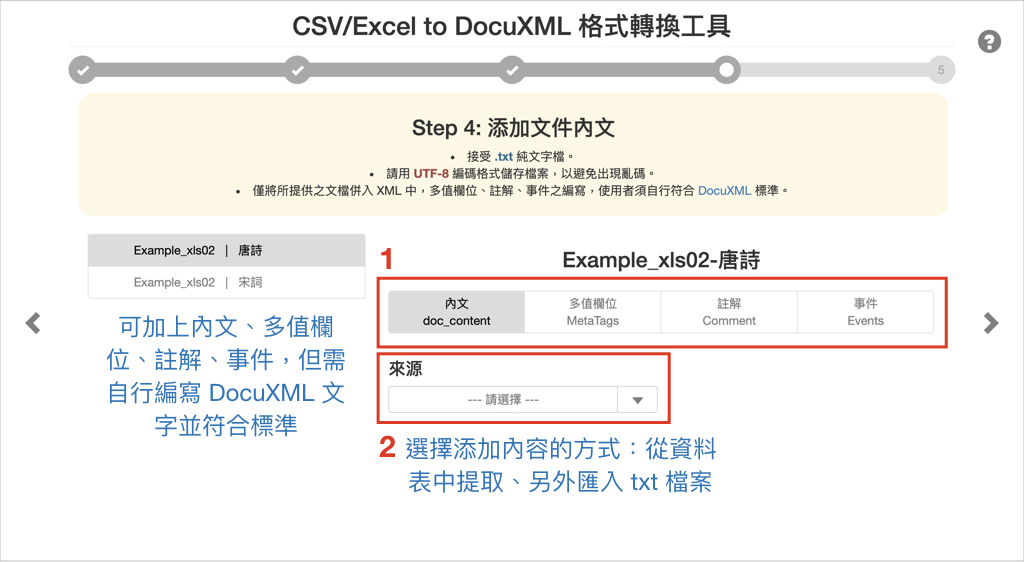 CSV/Excel to DocuXML 格式轉換工具
?
5
Step 4: 添加文件內文
• 接受 .txt 純文字檔。
• 請用 UTF-8 編碼格式儲存檔案，以避免出現亂碼。
• 僅將所提供之文檔併入 XML 中，多值欄位、註解、事件之編寫，使用者須自行符合 DocuXML 標準。
Example_xls02 | 唐詩
Example_xls02 | 宋詞
可加上內文、多值欄
位、註解、事件，但需
自行編寫 DocuXML 文
字並符合標準
1
Example_xls02-唐詩
內文
doc_content
多值欄位
MetaTags
註解
Comment
事件
Events
來源
--- 請選擇 ---
2 選擇添加內容的方式：從資料
表中提取、另外匯入 txt 檔案